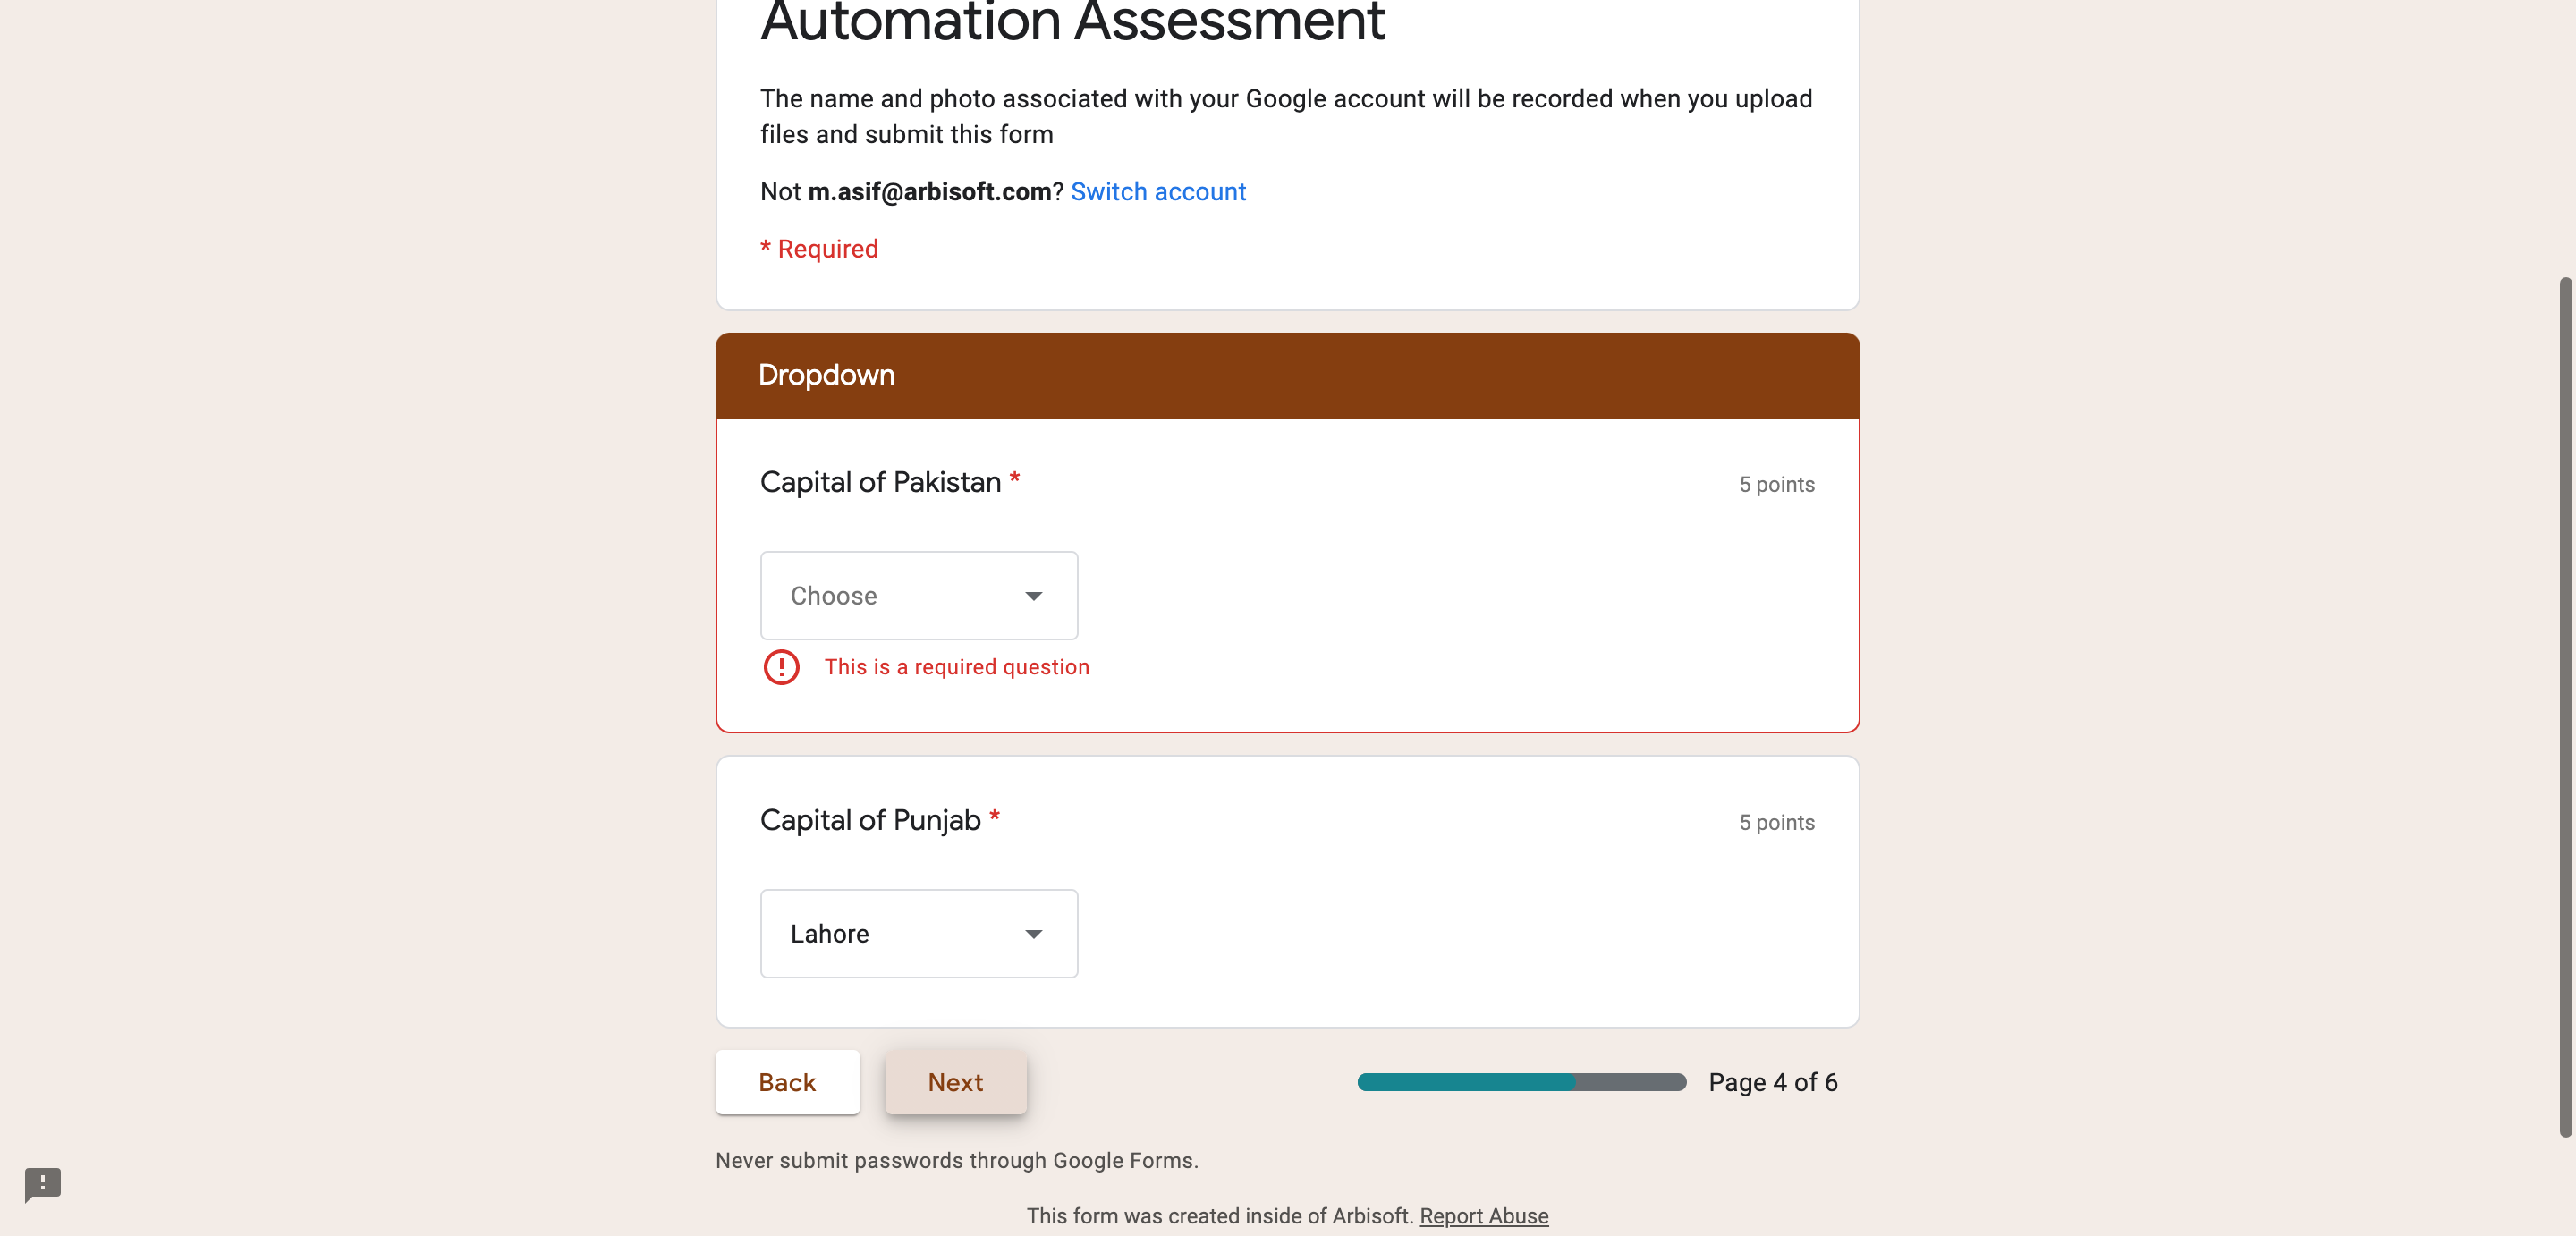 Automation Assessment
The name and photo associated with your Google account will be recorded when you upload
files and submit this form
Not m.asif@arbisoft.com? Switch account
* Required
Dropdown
Capital of Pakistan *
5 points
Choose
This is a required question
Capital of Punjab *
5 points
Lahore
Back
Next
Page 4 of 6
Never submit passwords through Google Forms.
This form was created inside of Arbisoft. Report Abuse